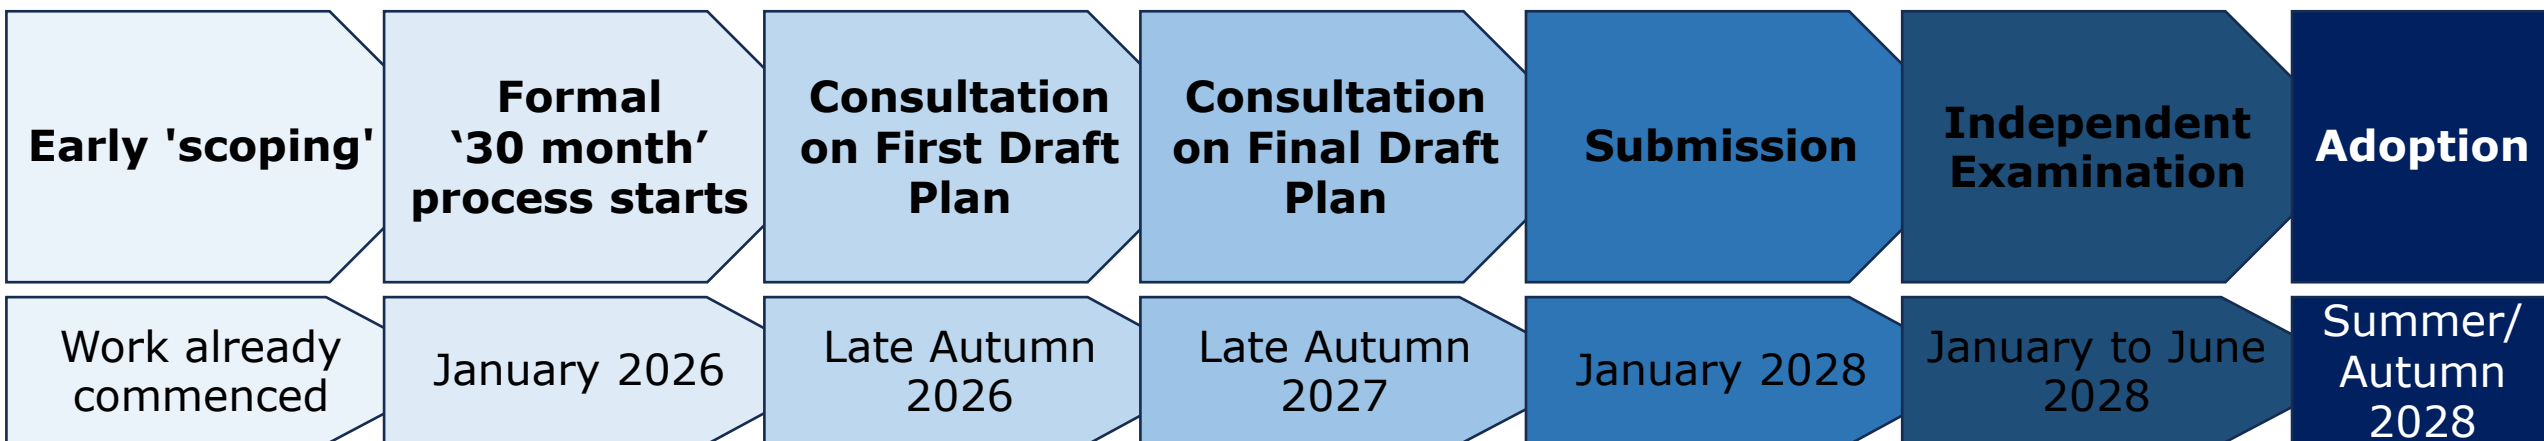 Early 'scoping'
Formal
‘30 month’
process starts
Consultation
on First Draft
Plan
Consultation
on Final Draft
Plan
Submission
Independent
Examination
Adoption
Work already
commenced
January 2026
Late Autumn
2026
Late Autumn
2027
January 2028
January to June
2028
Summer/
Autumn
2028